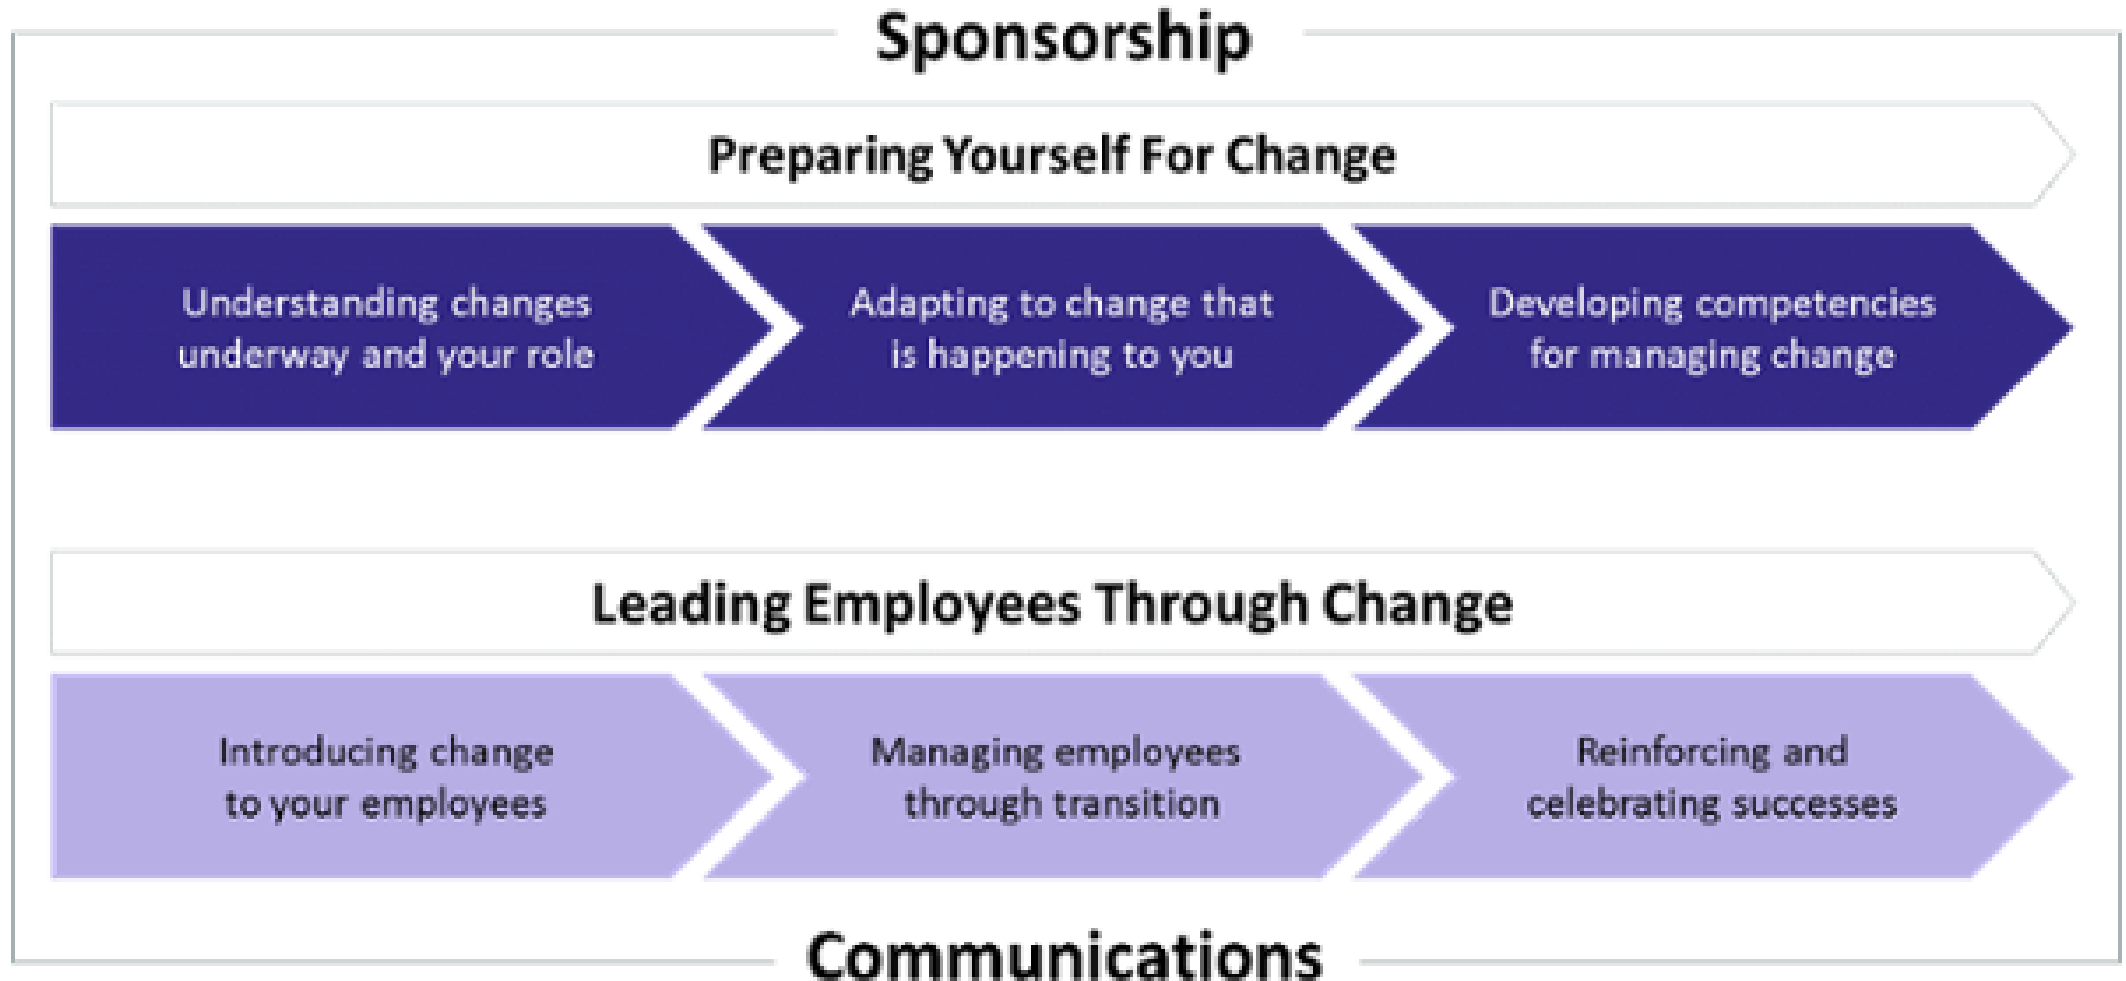 Sponsorship
Preparing Yourself For Change
Understanding changes
underway and your role
Adapting to change that
is happening to you
Developing competencies
for managing change
Leading Employees Through Change
Introducing change
to your employees
Managing employees
through transition
Reinforcing and
celebrating successes
Communications